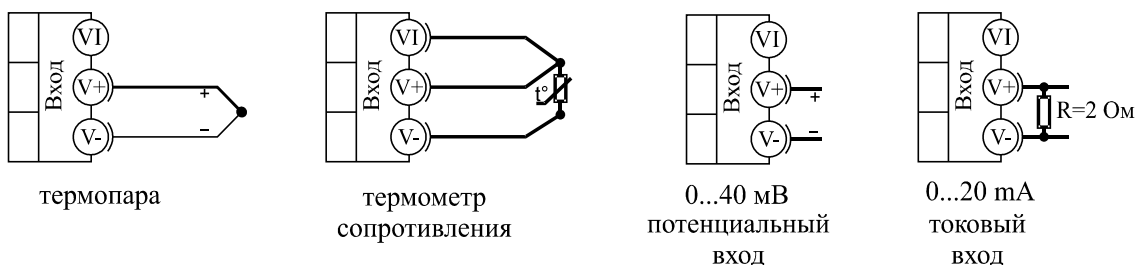 VI
Вход
V+
V-
+
–
термопара
VI
Вход
V+
V-
t°
термометр
сопротивления
VI
Вход
V+
V-
+
–
0...40 мВ
потенциальный
вход
VI
Вход
V+
V-
R=2 Ом
0...20 mA
токовый
вход